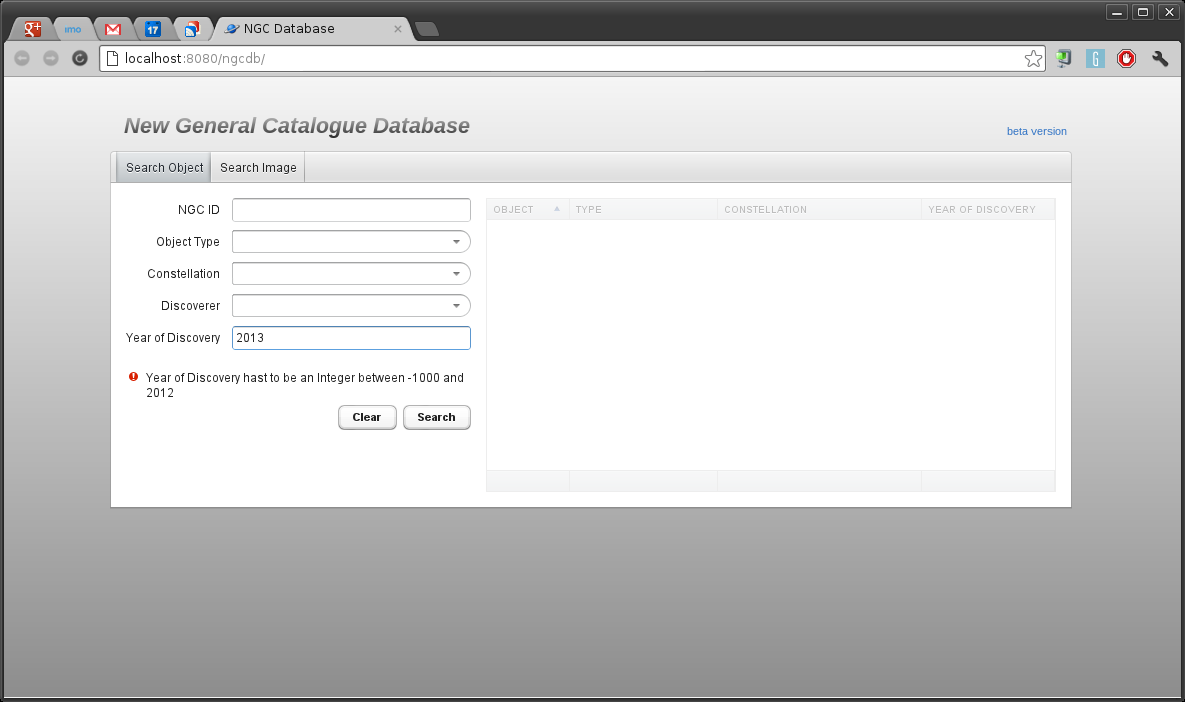 g+
imo
17
NGC Database
localhost:8080/ngcdb/
G
New General Catalogue Database
beta version
Search Object
Search Image
NGC ID
Object Type
Constellation
Discoverer
Year of Discovery
2013
Year of Discovery hast to be an Integer between -1000 and
2012
Clear
Search
OBJECT
TYPE
CONSTELLATION
YEAR OF DISCOVERY